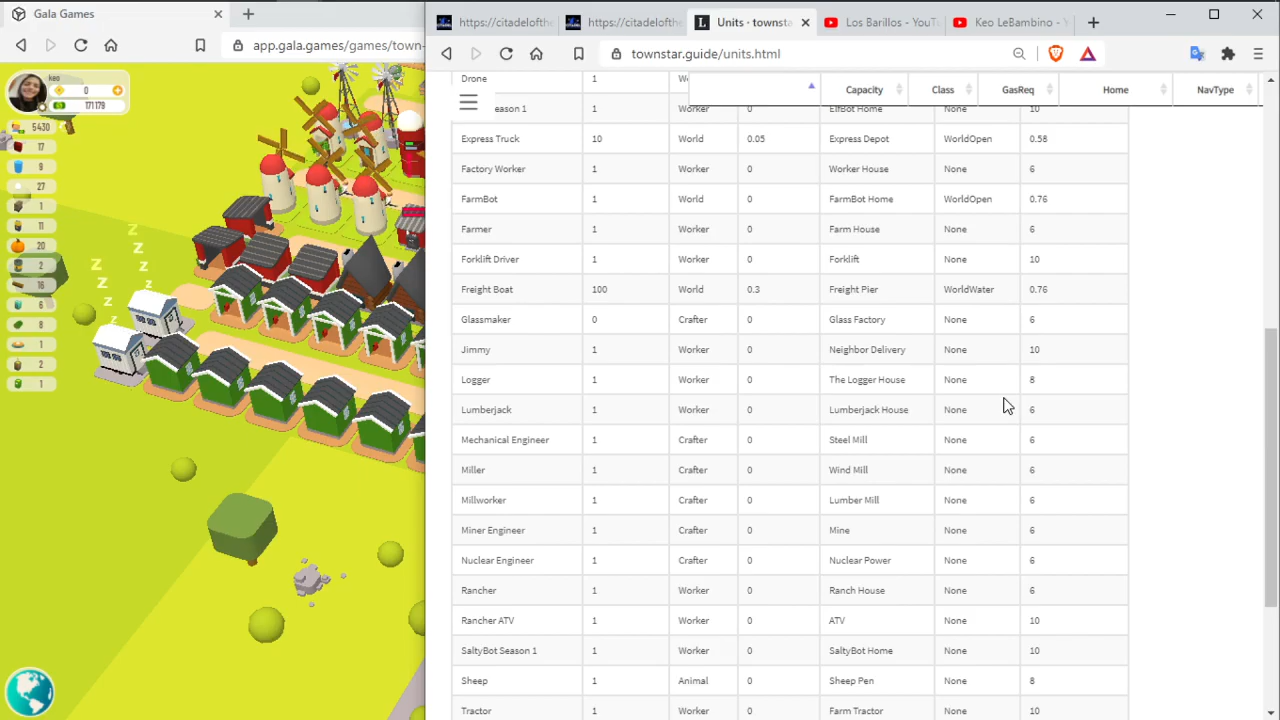 Gala Games
https://citadelofthe
https://citadelofthe
Units - townsta
Los Barillos - YouTu
Keo LeBambino -
app.gala.games/games/town-
townstar.guide/units.html
keo
0
171 179
5430
17
9
27
1
11
20
2
16
6
8
1
2
1
z z z z z z z z
Capacity Class GasReq Home NavType
Drone 1
eason 1 1 Worker 0 ElfBot Home None 10
Express Truck 10 World 0.05 Express Depot WorldOpen 0.58
Factory Worker 1 Worker 0 Worker House None 6
FarmBot 1 World 0 FarmBot Home WorldOpen 0.76
Farmer 1 Worker 0 Farm House None 6
Forklift Driver 1 Worker 0 Forklift None 10
Freight Boat 100 World 0.3 Freight Pier WorldWater 0.76
Glassmaker 0 Crafter 0 Glass Factory None 6
Jimmy 1 Worker 0 Neighbor Delivery None 10
Logger 1 Worker 0 The Logger House None 8
Lumberjack 1 Worker 0 Lumberjack House None 6
Mechanical Engineer 1 Crafter 0 Steel Mill None 6
Miller 1 Crafter 0 Wind Mill None 6
Millworker 1 Crafter 0 Lumber Mill None 6
Miner Engineer 1 Crafter 0 Mine None 6
Nuclear Engineer 1 Crafter 0 Nuclear Power None 6
Rancher 1 Worker 0 Ranch House None 6
Rancher ATV 1 Worker 0 ATV None 10
SaltyBot Season 1 1 Worker 0 SaltyBot Home None 10
Sheep 1 Animal 0 Sheep Pen None 8
Tractor 1 Worker 0 Farm Tractor None 10